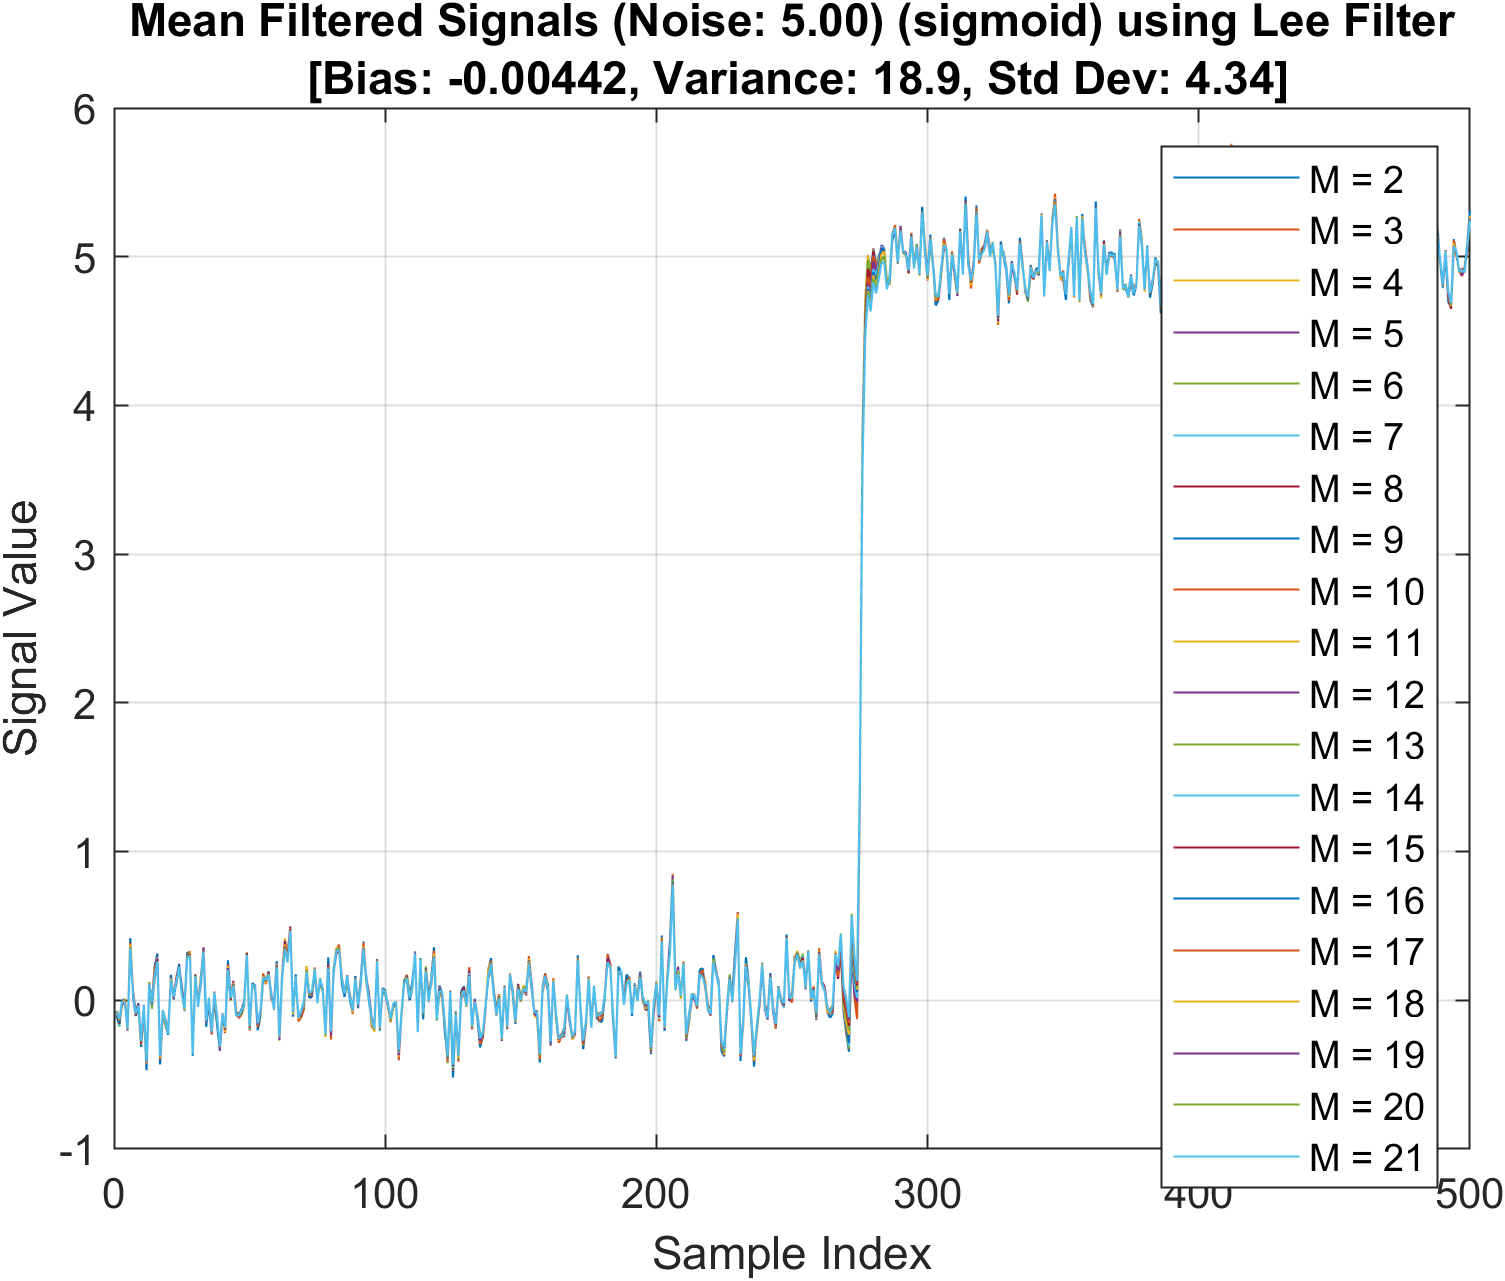 Mean Filtered Signals (Noise: 5.00) (sigmoid) using Lee Filter
[Bias: -0.00442, Variance: 18.9, Std Dev: 4.34]
6
5
4
3
2
1
0
-1
Signal Value
0
100
200
300
400
500
Sample Index
M = 2
M = 3
M = 4
M = 5
M = 6
M = 7
M = 8
M = 9
M = 10
M = 11
M = 12
M = 13
M = 14
M = 15
M = 16
M = 17
M = 18
M = 19
M = 20
M = 21